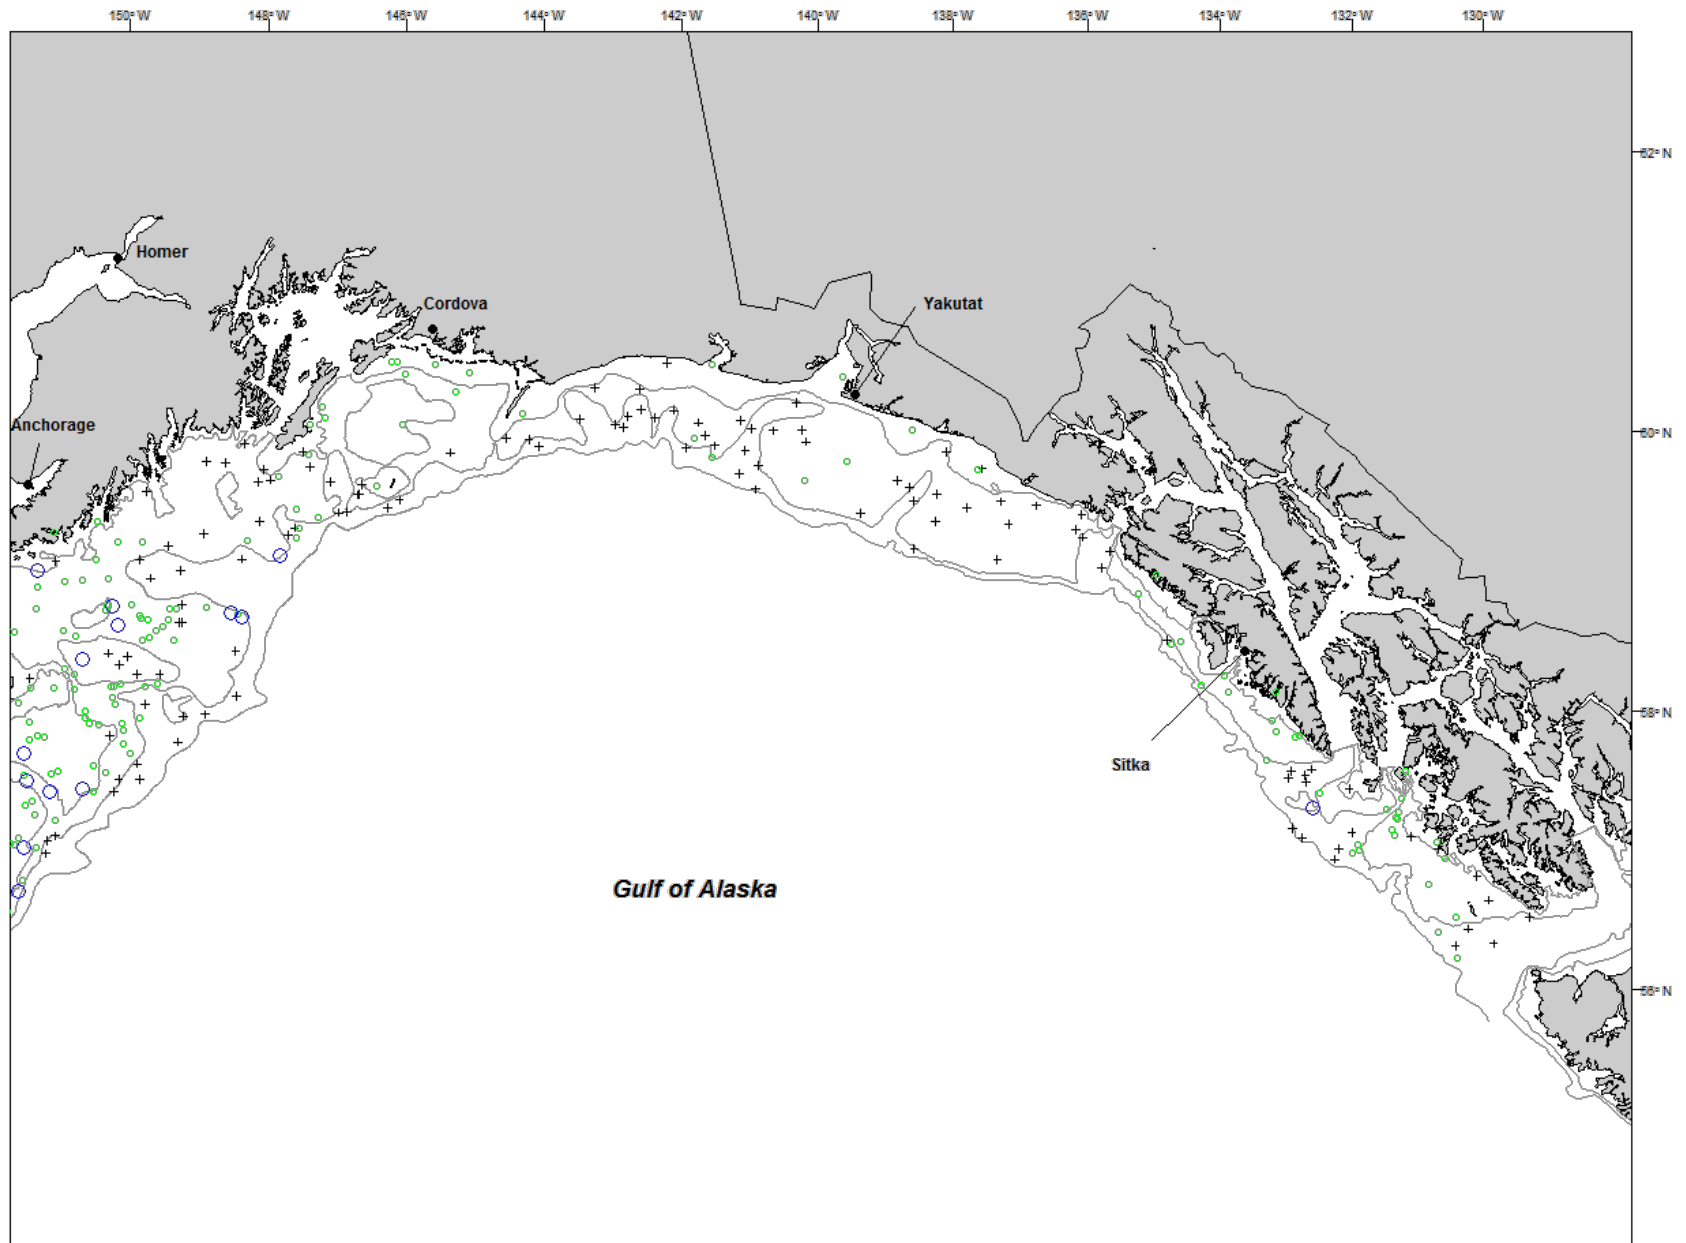 150° W 148° W 146° W 144° W 142° W 140° W 138° W 136° W 134° W 132° W 130° W
62° N
Homer
Cordova
Yakutat
Anchorage
60° N
58° N
Sitka
Gulf of Alaska
56° N